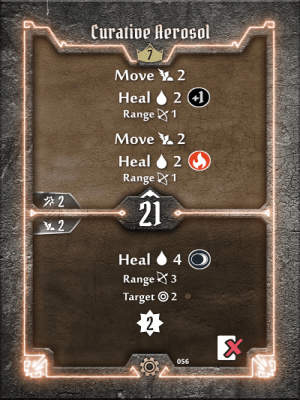 Curative Aerosol
7
Move 2
Heal 2 +1
Range 1
Move 2
Heal 2
Range 1
2
21
2
Heal 4
Range 3
Target 2
2
056